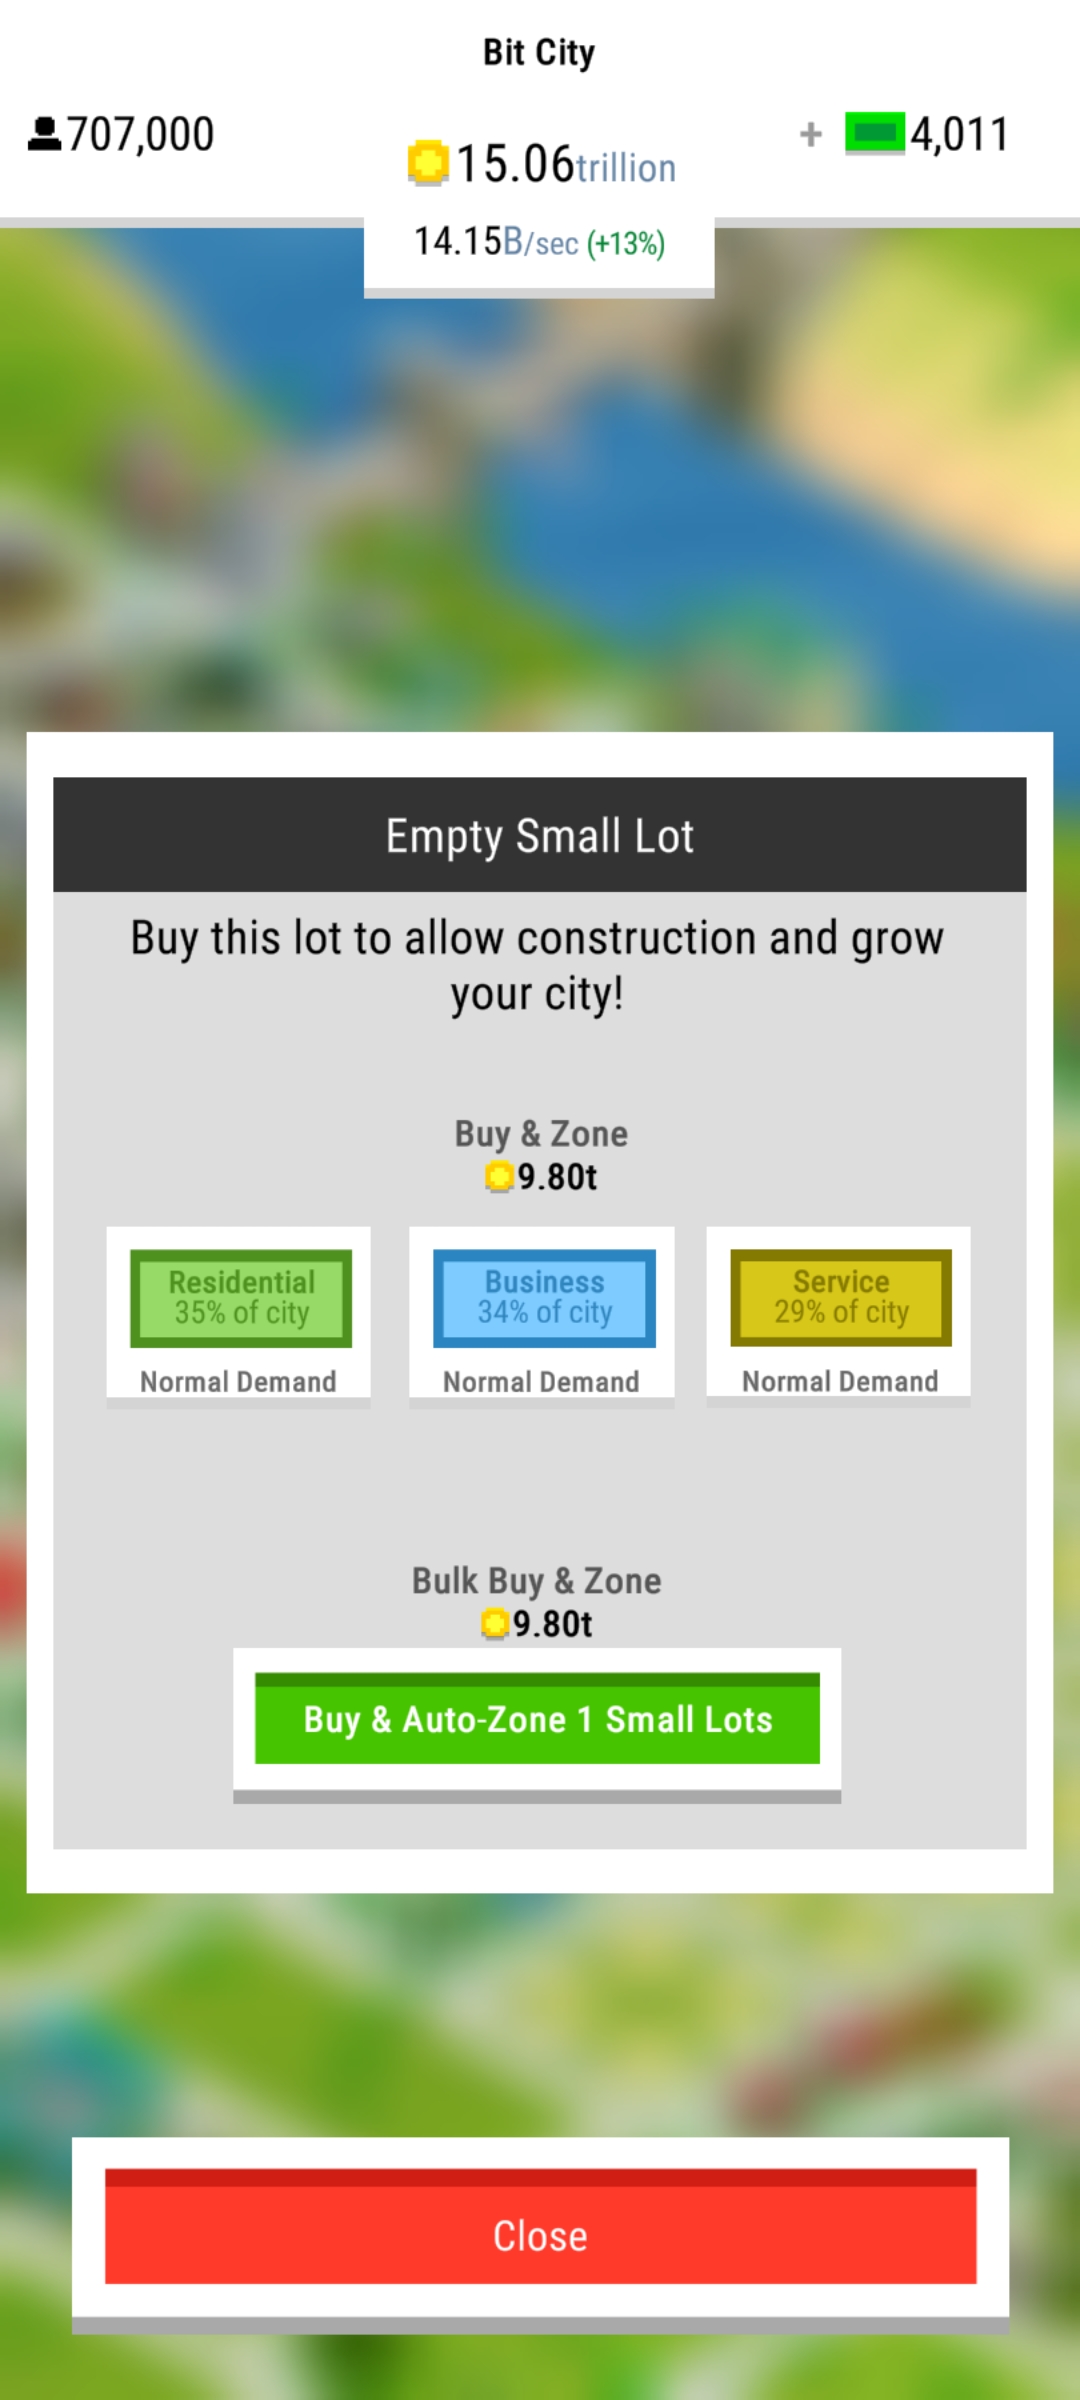 Bit City
707,000
15.06trillion
+ 4,011
14.15B/sec (+13%)
Empty Small Lot
Buy this lot to allow construction and grow
your city!
Buy & Zone
9.80t
Residential
35% of city
Normal Demand
Business
34% of city
Normal Demand
Service
29% of city
Normal Demand
Bulk Buy & Zone
9.80t
Buy & Auto-Zone 1 Small Lots
Close